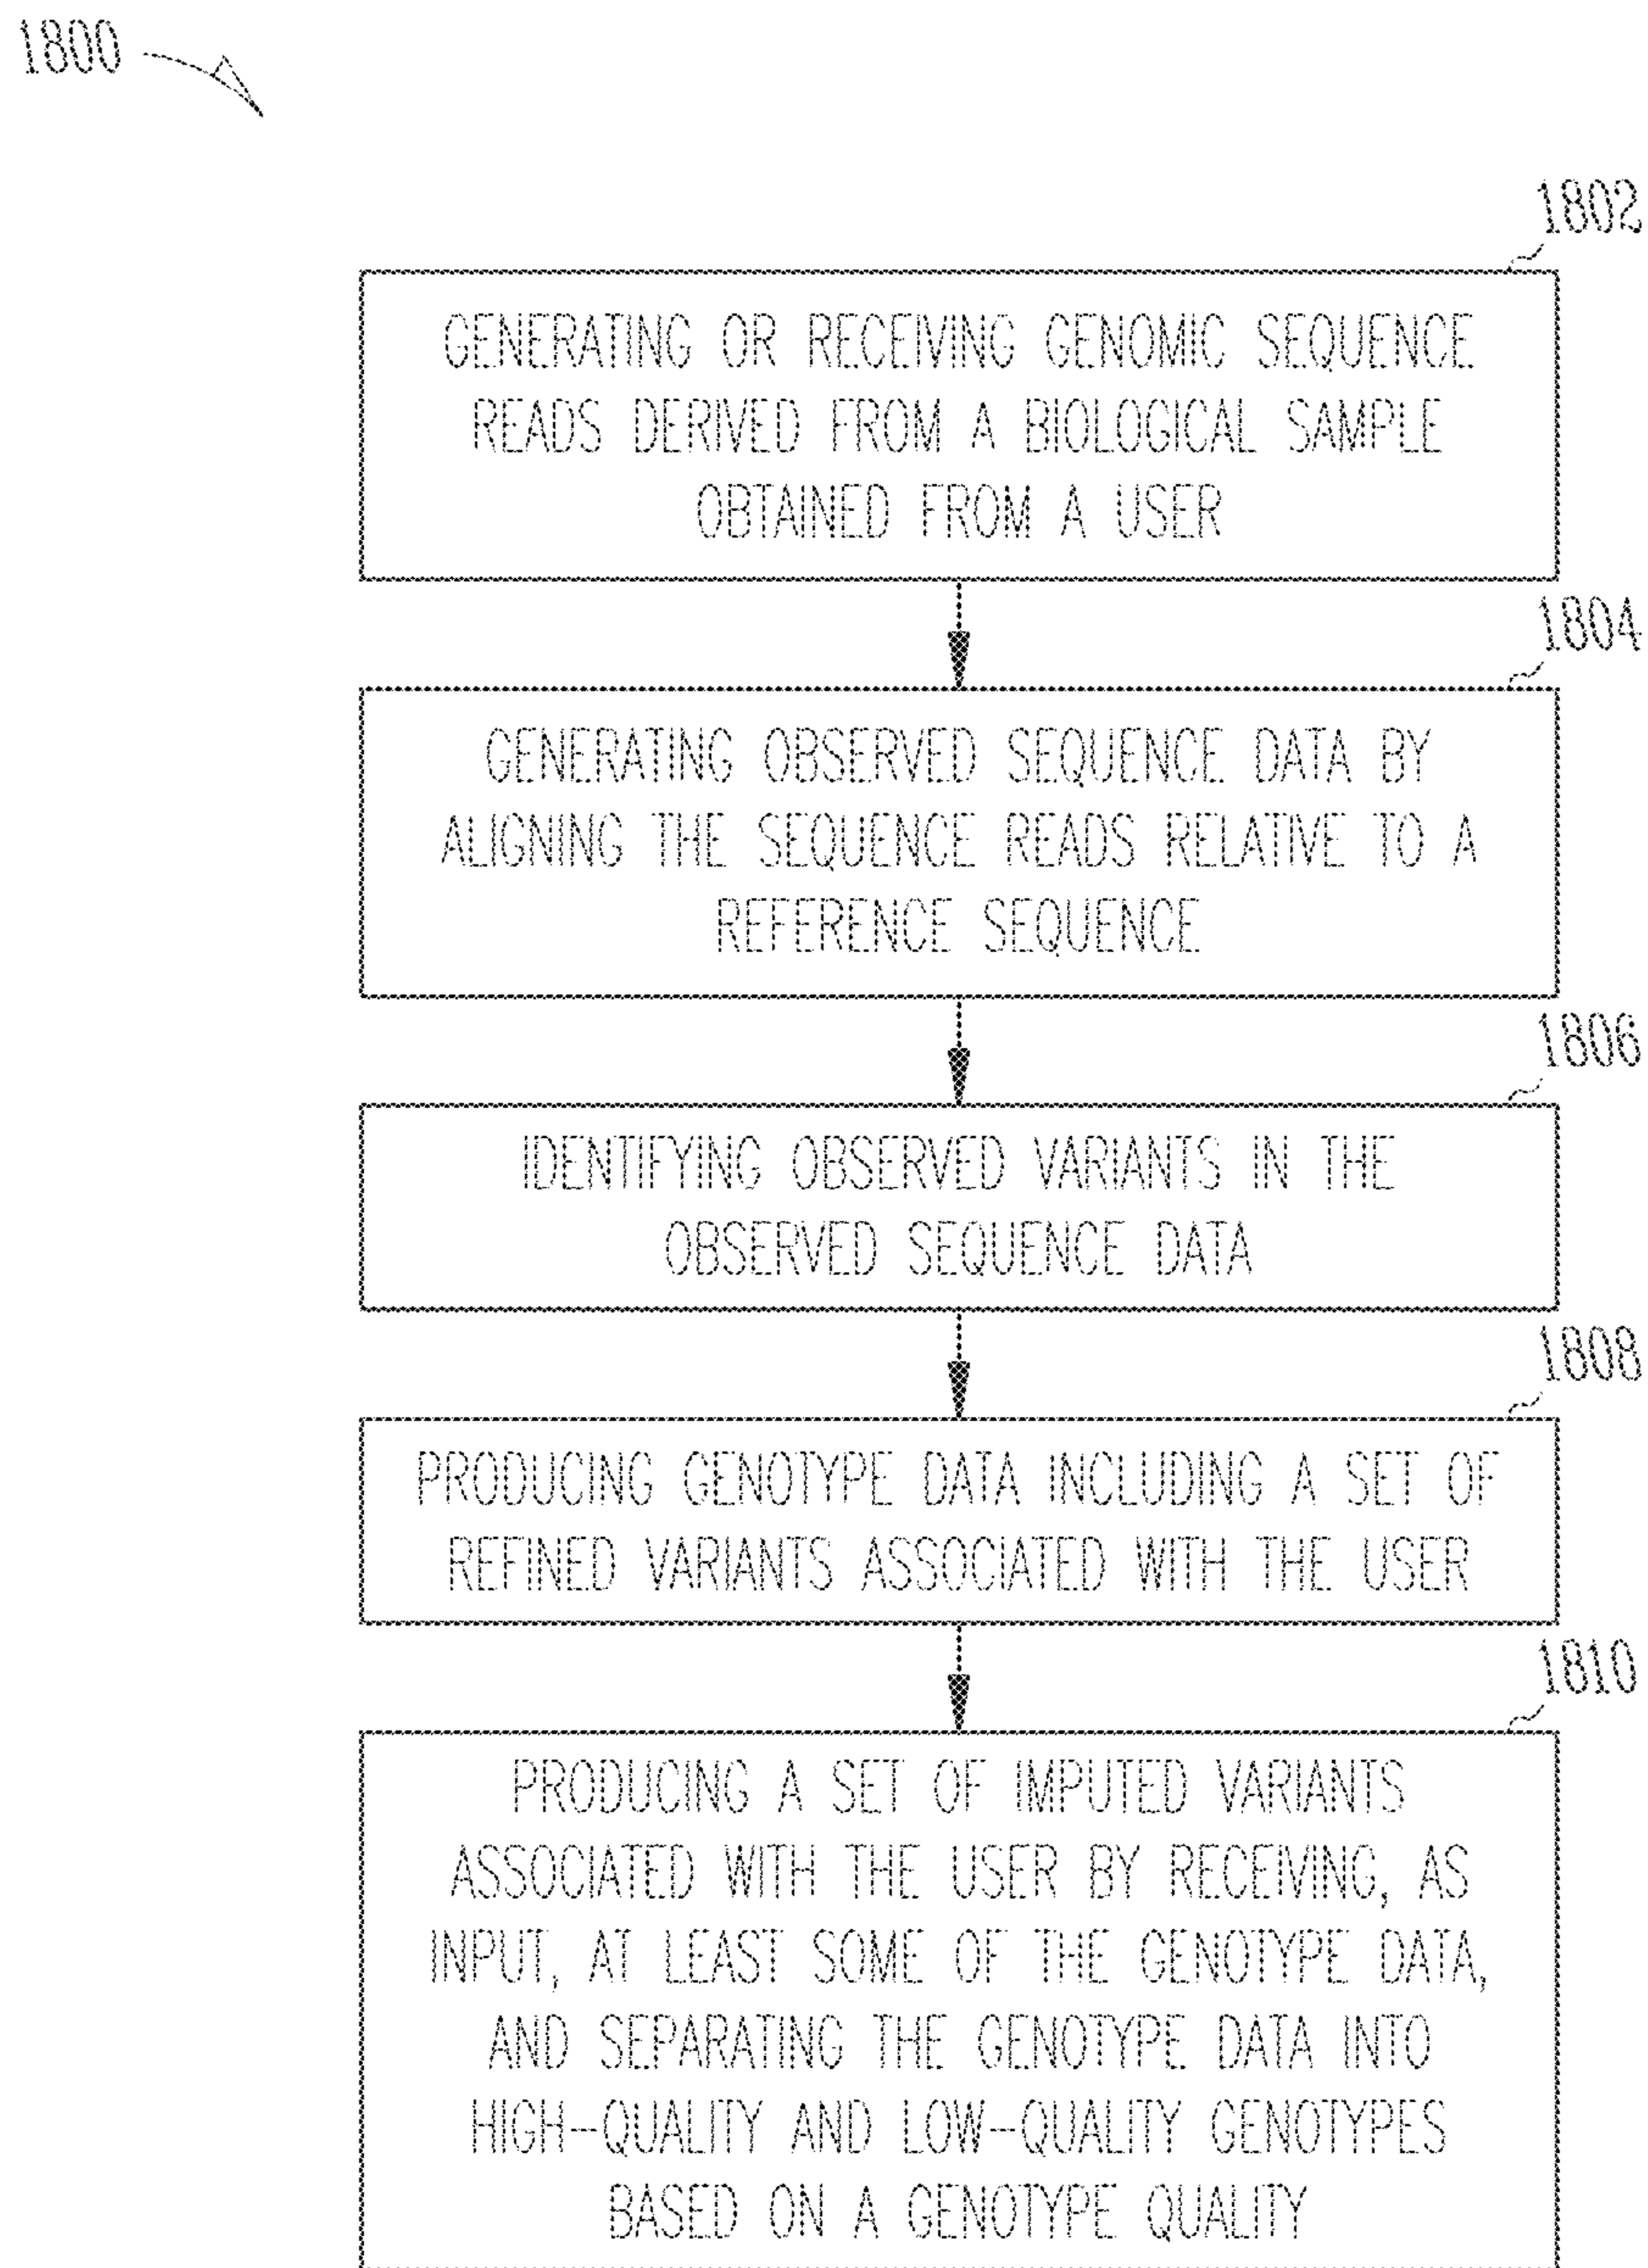 1800
1802
GENERATING OR RECEIVING GENOMIC SEQUENCE
READS DERIVED FROM A BIOLOGICAL SAMPLE
OBTAINED FROM A USER
1804
GENERATING OBSERVED SEQUENCE DATA BY
ALIGNING THE SEQUENCE READS RELATIVE TO A
REFERENCE SEQUENCE
1806
IDENTIFYING OBSERVED VARIANTS IN THE
OBSERVED SEQUENCE DATA
1808
PRODUCING GENOTYPE DATA INCLUDING A SET OF
REFINED VARIANTS ASSOCIATED WITH THE USER
1810
PRODUCING A SET OF IMPUTED VARIANTS
ASSOCIATED WITH THE USER BY RECEIVING, AS
INPUT, AT LEAST SOME OF THE GENOTYPE DATA,
AND SEPARATING THE GENOTYPE DATA INTO
HIGH-QUALITY AND LOW-QUALITY GENOTYPES
BASED ON A GENOTYPE QUALITY